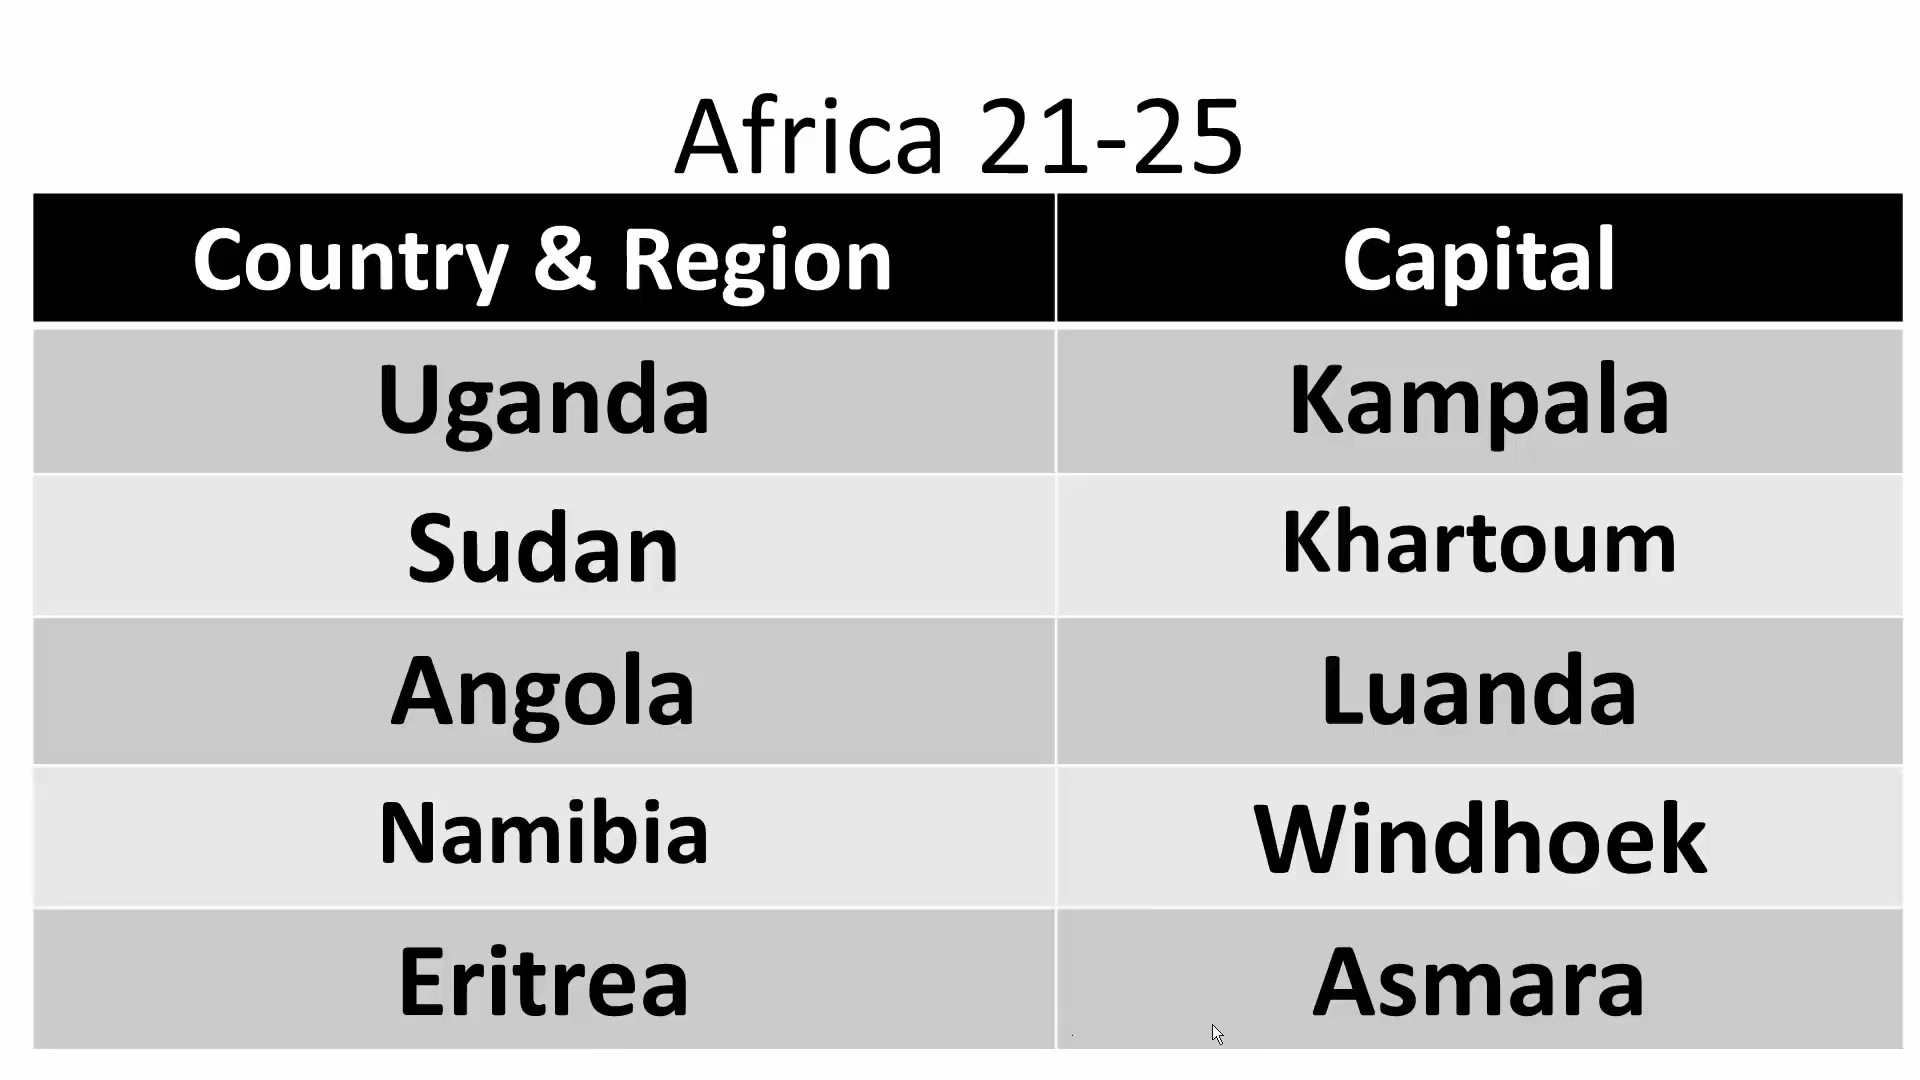 Africa 21-25
Country & Region Capital
Uganda Kampala
Sudan Khartoum
Angola Luanda
Namibia Windhoek
Eritrea Asmara